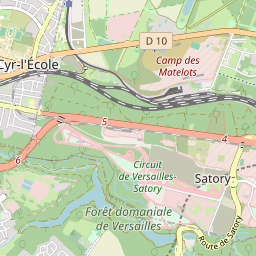 D 10
Camp des
Matelots
Cyr-l'École
5
4
6
Circuit
de Versailles-
Satory
Satory
Forêt domaniale
de Versailles
Route de Satory